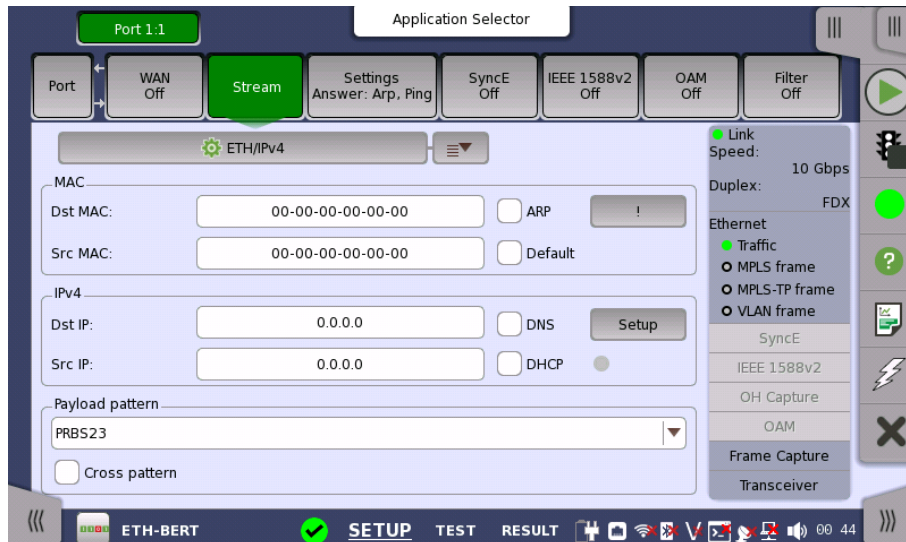 Application Selector
Port 1:1
Port
WAN
Off
Stream
Settings
Answer: Arp, Ping
SyncE
Off
IEEE 1588v2
Off
OAM
Off
Filter
Off
ETH/IPv4
MAC
Dst MAC:
00-00-00-00-00-00
ARP
!
Src MAC:
00-00-00-00-00-00
Default
IPv4
Dst IP:
0.0.0.0
DNS
Setup
Src IP:
0.0.0.0
DHCP
Payload pattern
PRBS23
Cross pattern
Link
Speed:
10 Gbps
Duplex:
FDX
Ethernet
Traffic
MPLS frame
MPLS-TP frame
VLAN frame
SyncE
IEEE 1588v2
OH Capture
OAM
Frame Capture
Transceiver
?
ETH-BERT
SETUP
TEST
RESULT
00 44